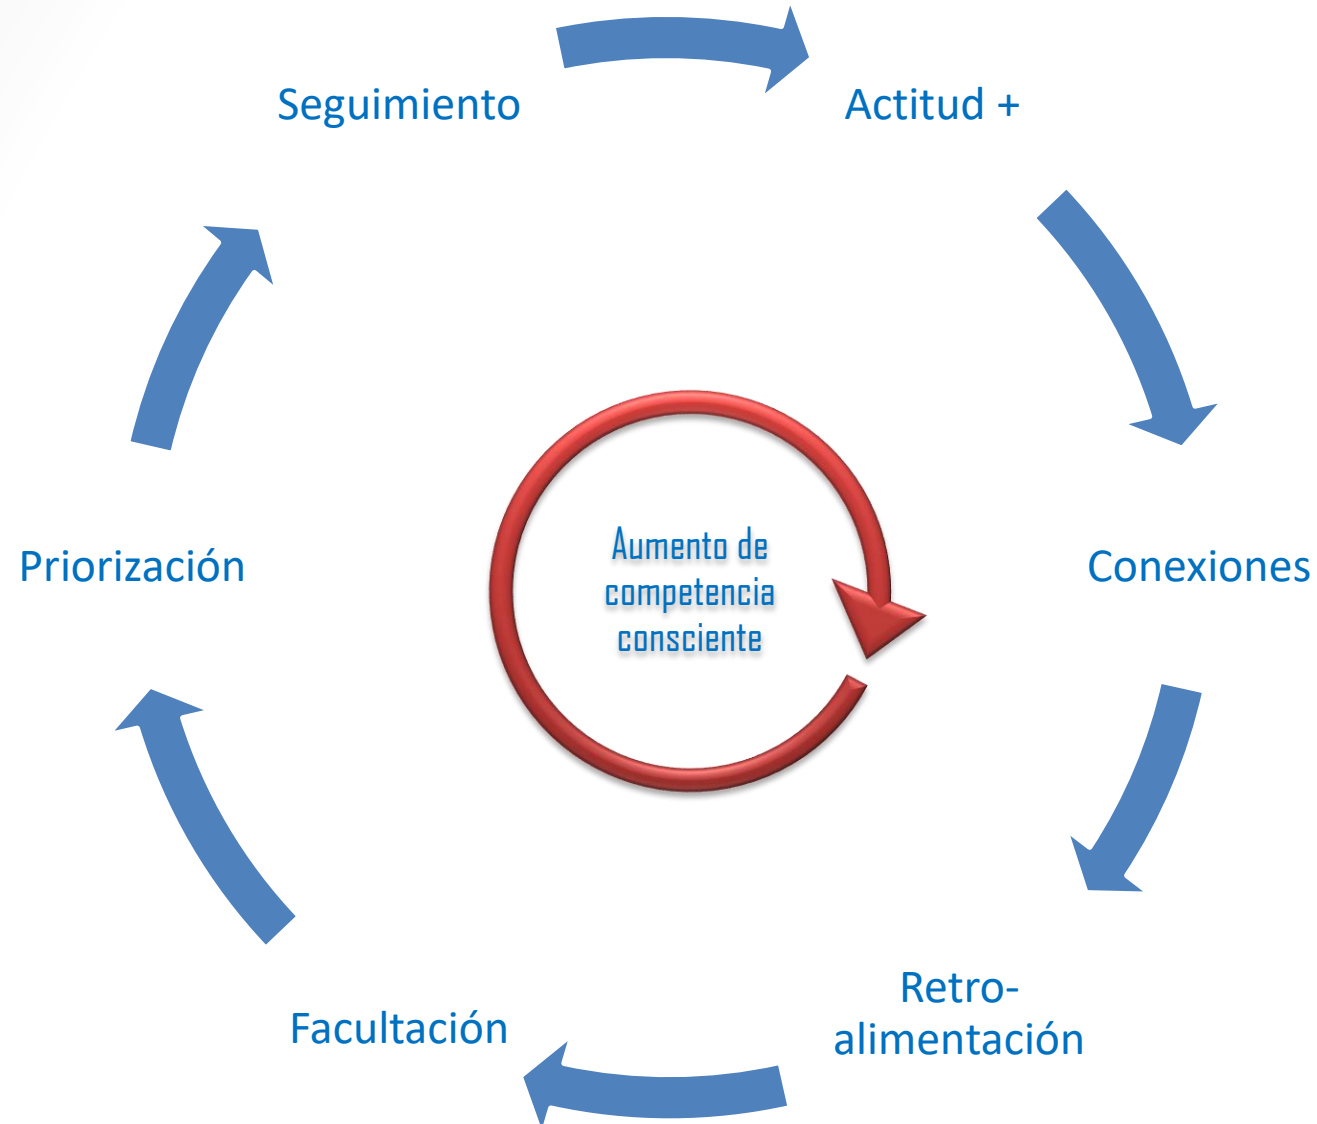 Seguimiento
Actitud +
Conexiones
Retro-
alimentación
Facultación
Priorización
Aumento de
competencia
consciente